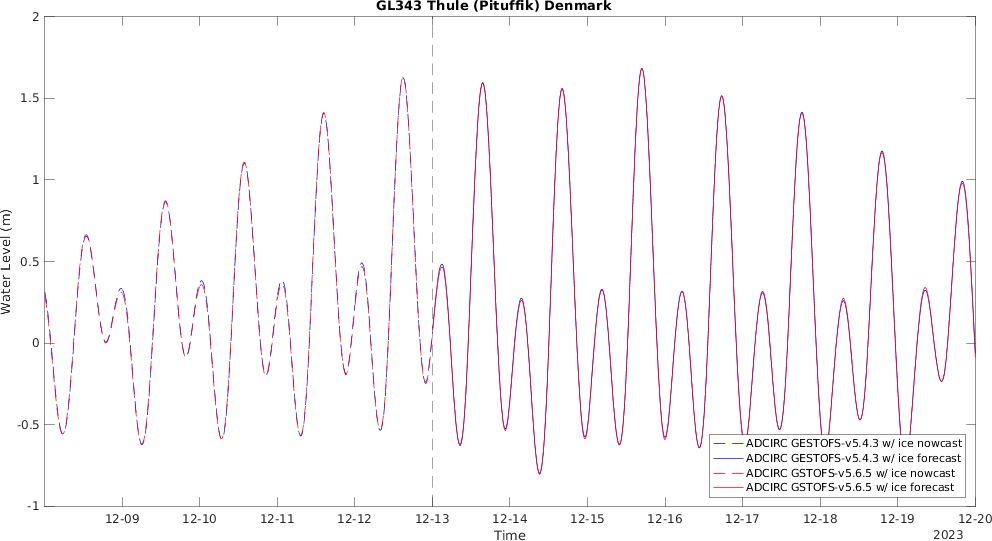 GL343 Thule (Pituffik) Denmark
2
1.5
1
0.5
0
-0.5
-1
Water Level (m)
ADCIRC GESTOFS-v5.4.3 w/ ice nowcast
ADCIRC GESTOFS-v5.4.3 w/ ice forecast
ADCIRC GSTOFS-v5.6.5 w/ ice nowcast
ADCIRC GSTOFS-v5.6.5 w/ ice forecast
12-09 12-10 12-11 12-12 12-13 12-14 12-15 12-16 12-17 12-18 12-19 12-20
Time
2023